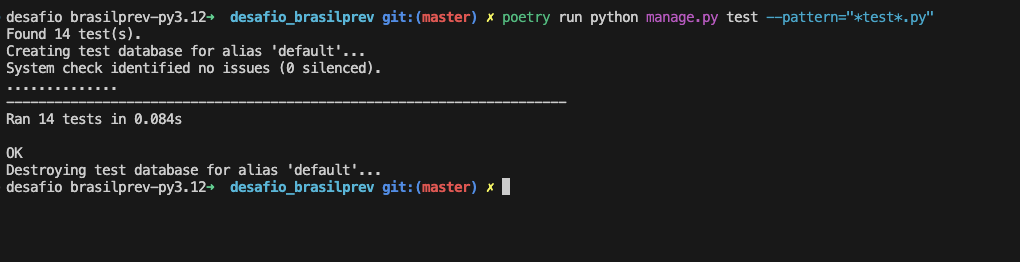 desafio brasilprev-py3.12➜  desafio_brasilprev git:(master) ✗ poetry run python manage.py test --pattern="*test*.py"
Found 14 test(s).
Creating test database for alias 'default'...
System check identified no issues (0 silenced).
..............
----------------------------------------------------------------------
Ran 14 tests in 0.084s
OK
Destroying test database for alias 'default'...
desafio brasilprev-py3.12➜  desafio_brasilprev git:(master) ✗